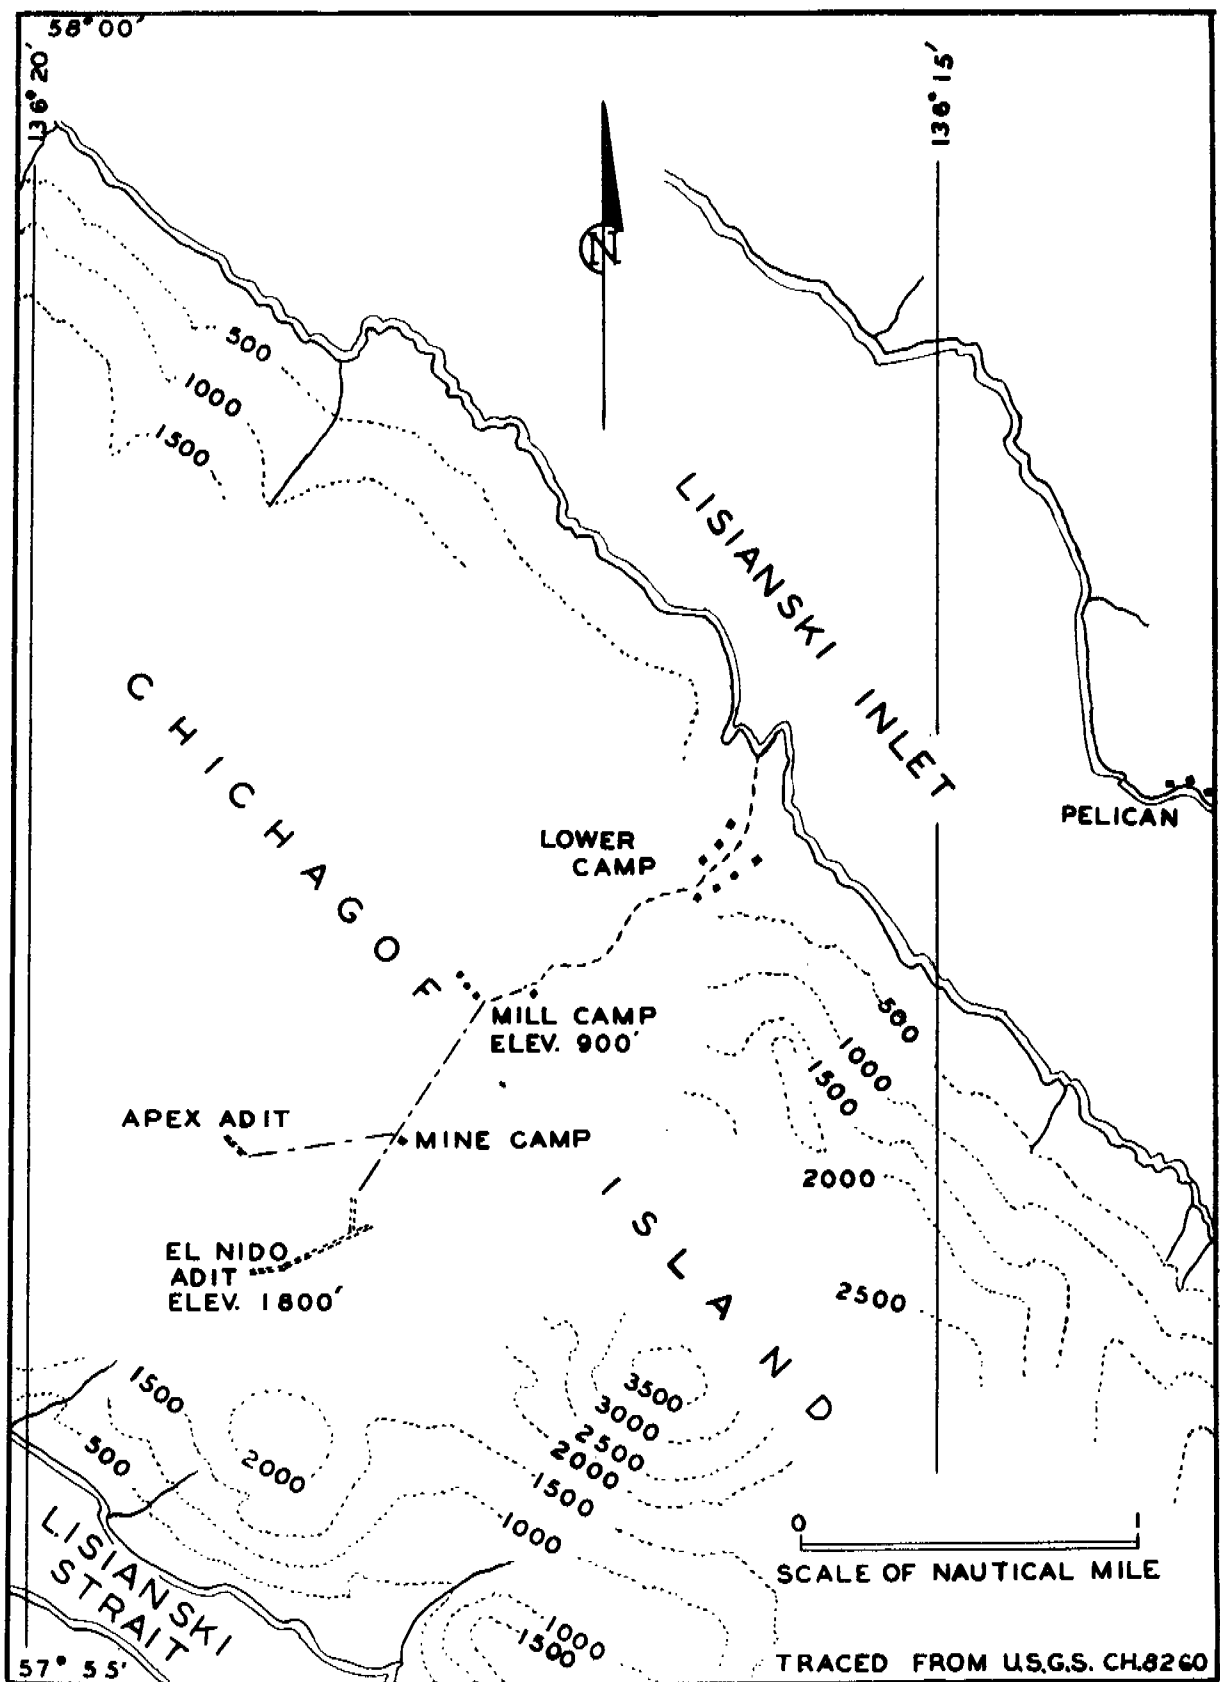 58°00'
136° 20'
136° 15'
N
500
1000
1500
LISIANSKI INLET
CHICHAGOF
PELICAN
LOWER
CAMP
MILL CAMP
ELEV. 900'
500
1000
1500
APEX ADIT
MINE CAMP
2000
ISLAND
EL NIDO
ADIT
ELEV. 1800'
2500
1500
3500
3000
2500
2000
1500
1000
500
2000
LISIANSKI
STRAIT
0 1
SCALE OF NAUTICAL MILE
1000
1500
57° 55'
TRACED FROM U.S.G.S. CH.8260